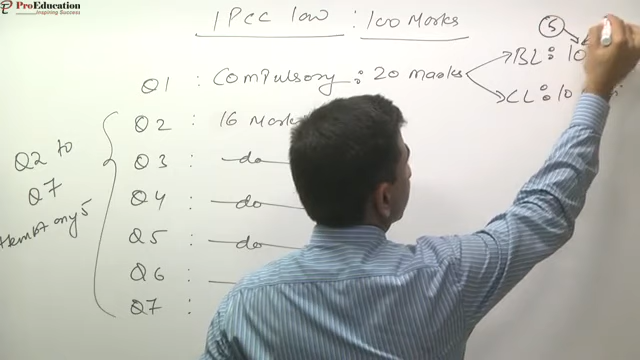 ProEducation
Inspiring Success
IPCC law : 100 Marks
5
Q1 : Compulsory : 20 marks
BL : 10
CL : 10
Q2 : 16 Marks
Q3 : do
Q4 : do
Q5 : do
Q6 :
Q7 :
Q2 to
Q7
any 5